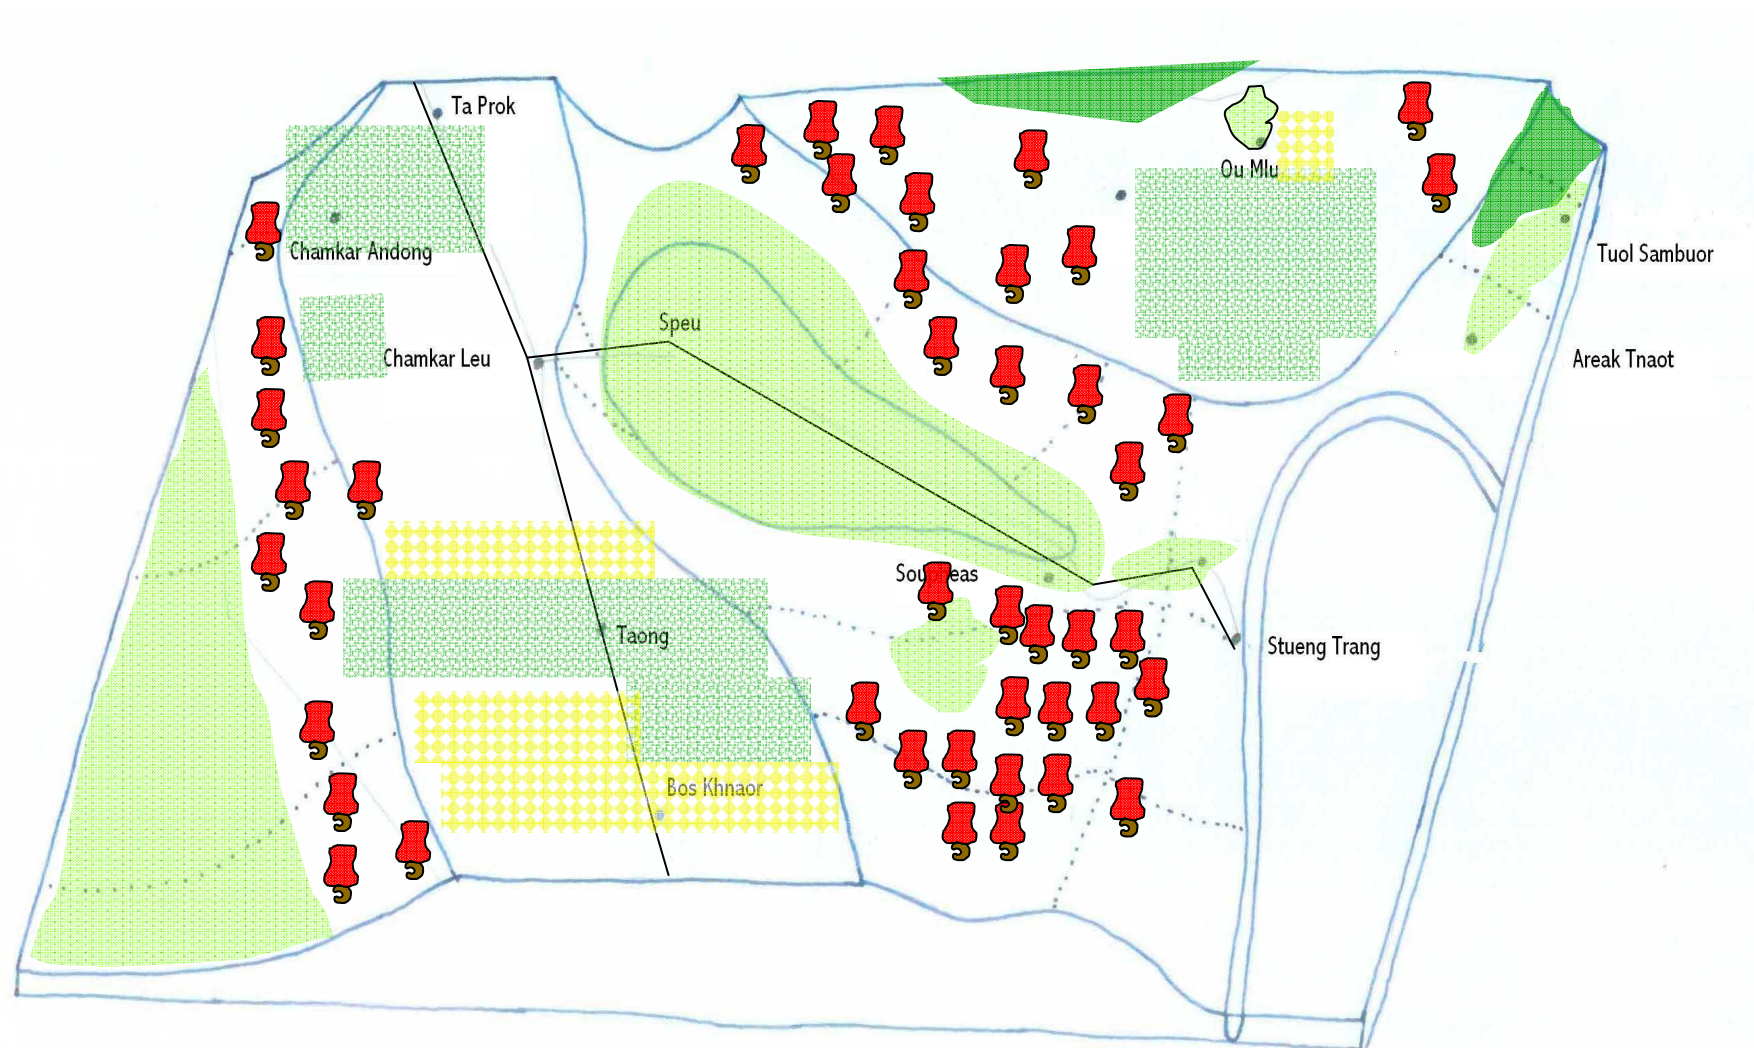 Ta Prok
Ou Mlu
Chamkar Andong
Tuol Sambuor
Speu
Chamkar Leu
Areak Tnaot
Taong
Stueng Trang
Bos Khnaor